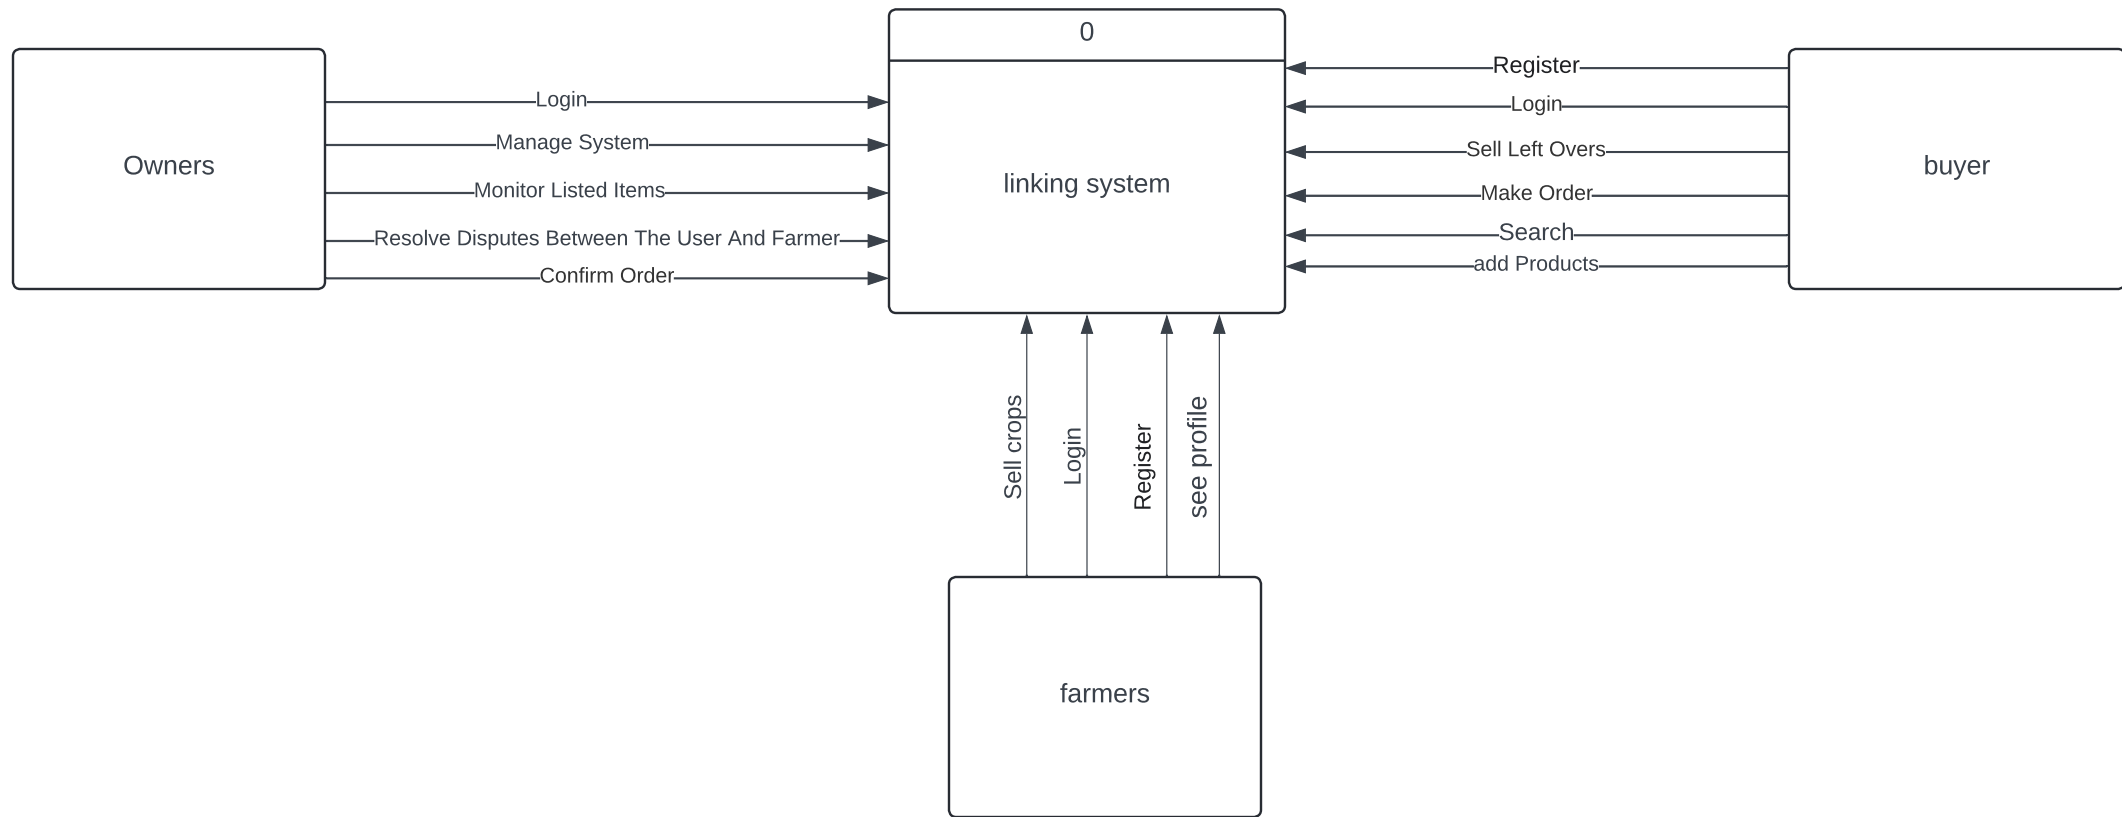 0
Owners
Login
Manage System
Monitor Listed Items
Resolve Disputes Between The User And Farmer
Confirm Order
linking system
Register
Login
Sell Left Overs
Make Order
Search
add Products
buyer
Sell crops
Login
Register
see profile
farmers